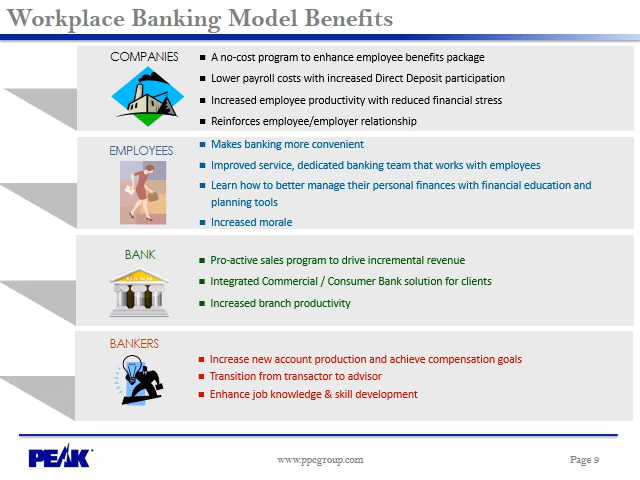 Workplace Banking Model Benefits
COMPANIES
A no-cost program to enhance employee benefits package
Lower payroll costs with increased Direct Deposit participation
Increased employee productivity with reduced financial stress
Reinforces employee/employer relationship
EMPLOYEES
Makes banking more convenient
Improved service, dedicated banking team that works with employees
Learn how to better manage their personal finances with financial education and
planning tools
Increased morale
BANK
BANK
Pro-active sales program to drive incremental revenue
Integrated Commercial / Consumer Bank solution for clients
Increased branch productivity
BANKERS
Increase new account production and achieve compensation goals
Transition from transactor to advisor
Enhance job knowledge & skill development
PEAK
www.ppcgroup.com
Page 9